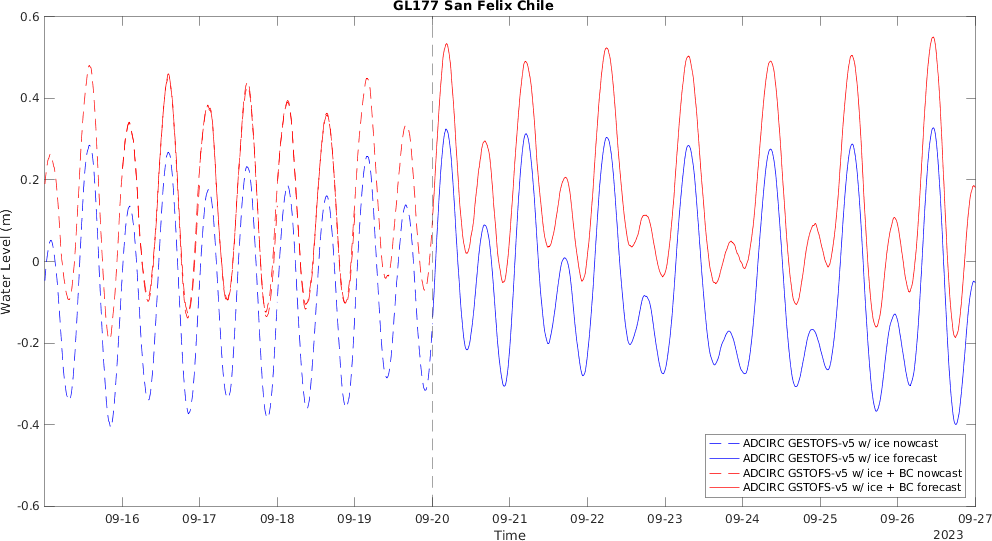 GL177 San Felix Chile
0.6
0.4
0.2
0
-0.2
-0.4
-0.6
Water Level (m)
ADCIRC GESTOFS-v5 w/ ice nowcast
ADCIRC GESTOFS-v5 w/ ice forecast
ADCIRC GSTOFS-v5 w/ ice + BC nowcast
ADCIRC GSTOFS-v5 w/ ice + BC forecast
09-16 09-17 09-18 09-19 09-20 09-21 09-22 09-23 09-24 09-25 09-26 09-27
Time
2023